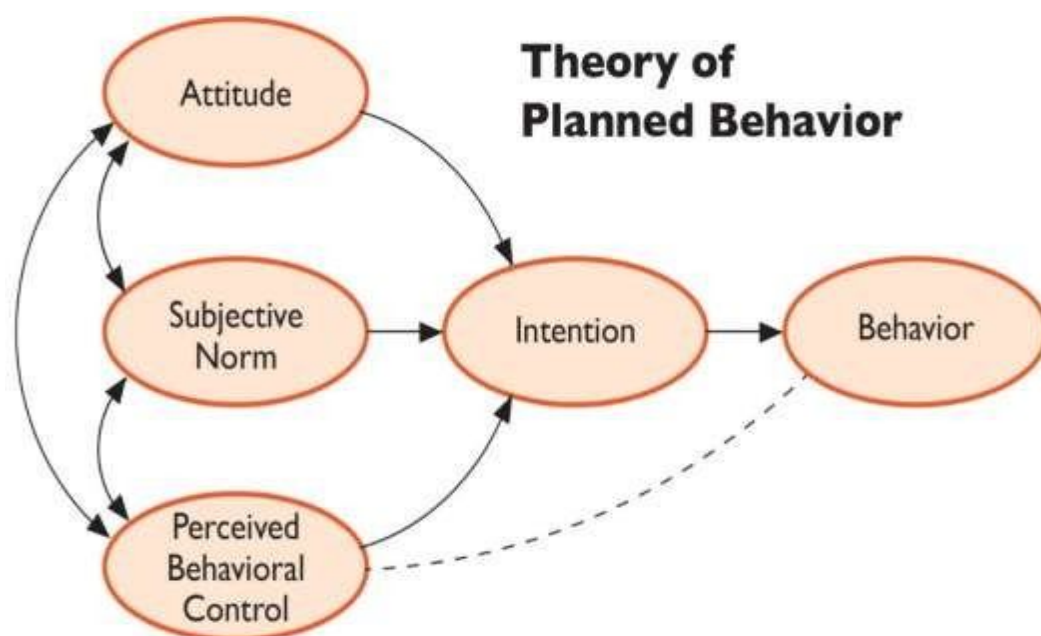 Theory of
Planned Behavior
Attitude
Subjective
Norm
Intention
Behavior
Perceived
Behavioral
Control